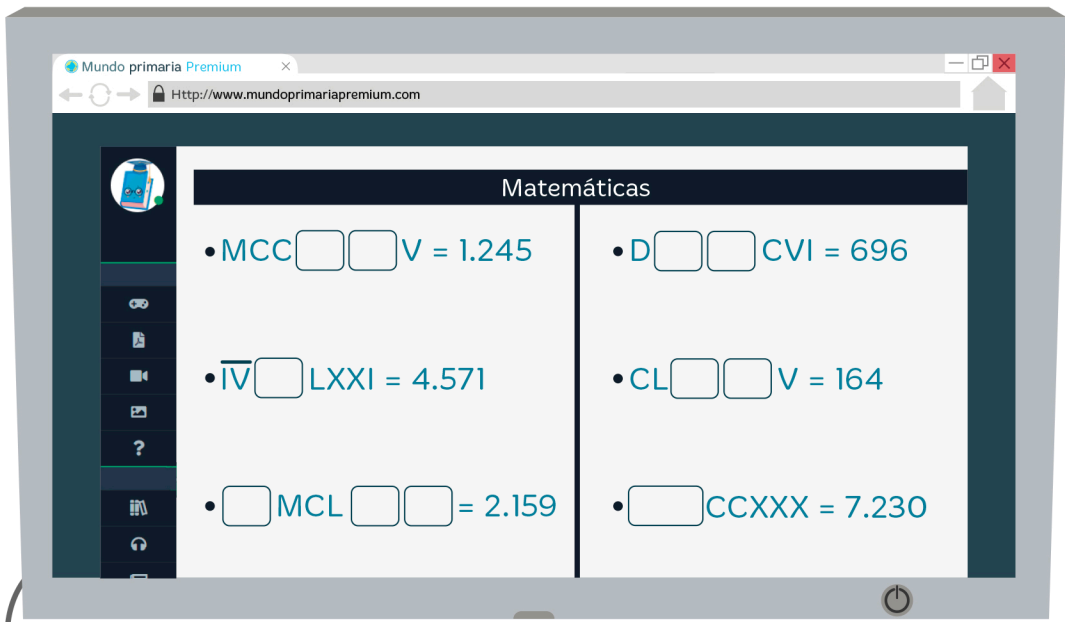 Mundo primaria Premium
Http://www.mundoprimariapremium.com
Matemáticas
MCC V = 1.245
D CVI = 696
I̅V̅ LXXI = 4.571
CL V = 164
MCL = 2.159
CCXXX = 7.230